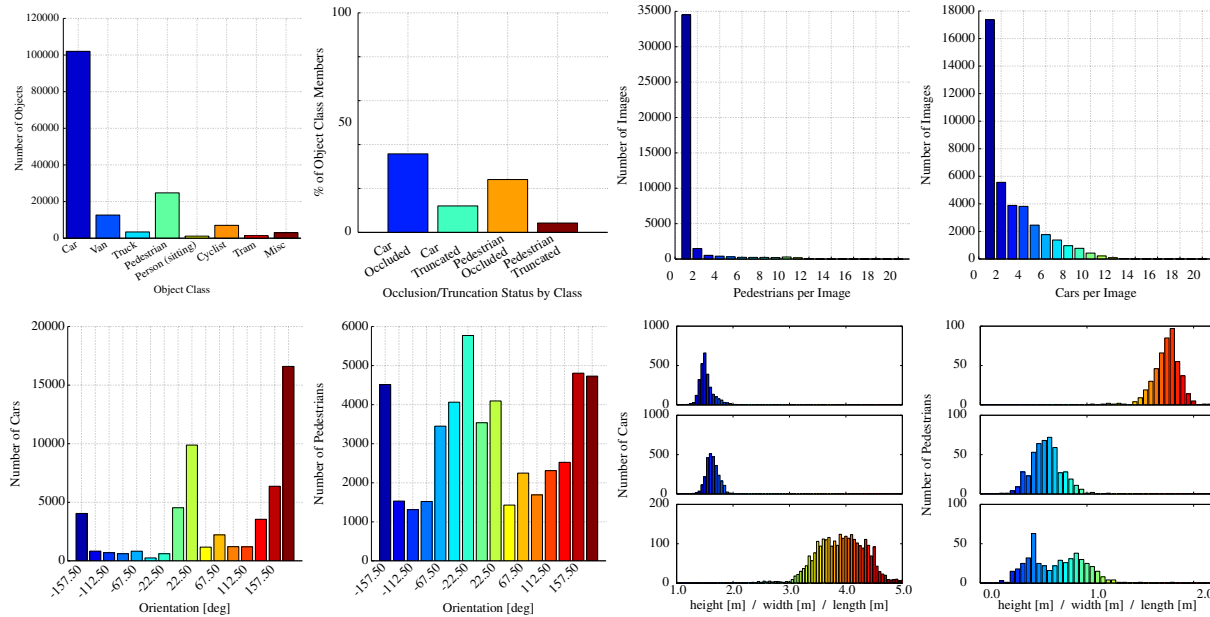 120000
100000
80000
60000
40000
20000
0
Number of Objects
Car
Van
Truck
Pedestrian
Person (sitting)
Cyclist
Tram
Misc
Object Class
100
50
0
% of Object Class Members
Car
Occluded
Car
Truncated
Pedestrian
Occluded
Pedestrian
Truncated
Occlusion/Truncation Status by Class
35000
30000
25000
20000
15000
10000
5000
0
Number of Images
0 2 4 6 8 10 12 14 16 18 20
Pedestrians per Image
18000
16000
14000
12000
10000
8000
6000
4000
2000
0
Number of Images
0 2 4 6 8 10 12 14 16 18 20
Cars per Image
20000
15000
10000
5000
0
Number of Cars
-157.50 -112.50 -67.50 -22.50 22.50 67.50 112.50 157.50
Orientation [deg]
6000
5000
4000
3000
2000
1000
0
Number of Pedestrians
-157.50 -112.50 -67.50 -22.50 22.50 67.50 112.50 157.50
Orientation [deg]
1000
500
0
1000
500
0
200
100
0
Number of Cars
1.0 2.0 3.0 4.0 5.0
height [m] / width [m] / length [m]
100
50
0
100
50
0
100
50
0
Number of Pedestrians
0.0 1.0 2.0
height [m] / width [m] / length [m]